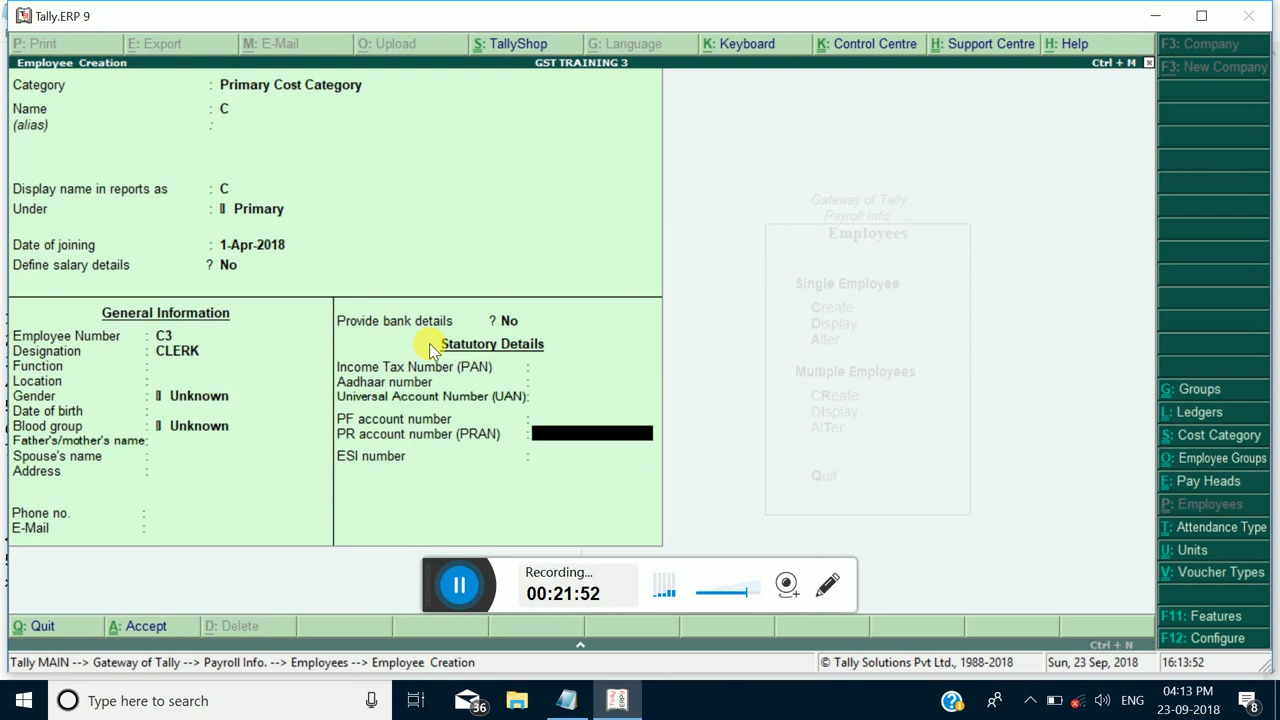 Tally.ERP 9
P: Print E: Export M: E-Mail O: Upload S: TallyShop G: Language K: Keyboard K: Control Centre H: Support Centre H: Help
F3: Company
Employee Creation GST TRAINING 3 Ctrl + M
F3: New Company
Category : Primary Cost Category
Name : C
(alias) :
Display name in reports as : C
Under : Primary
Date of joining : 1-Apr-2018
Define salary details ? No
General Information
Employee Number : C3
Designation : CLERK
Function :
Location :
Gender : Unknown
Date of birth :
Blood group : Unknown
Father's/mother's name:
Spouse's name :
Address :
Phone no. :
E-Mail :
Provide bank details ? No
Statutory Details
Income Tax Number (PAN) :
Aadhaar number :
Universal Account Number (UAN):
PF account number :
PR account number (PRAN) :
ESI number :
Gateway of Tally......
Payroll Info......
Employees
Single Employee
Create
Display
Alter
Multiple Employees
CReate
DIsplay
AlTer
Quit
G: Groups
L: Ledgers
S: Cost Category
O: Employee Groups
E: Pay Heads
P: Employees
T: Attendance Type
U: Units
V: Voucher Types
F11: Features
F12: Configure
Recording...
00:21:52
Q: Quit A: Accept D: Delete
Ctrl + N
Tally MAIN --> Gateway of Tally --> Payroll Info. --> Employees --> Employee Creation © Tally Solutions Pvt Ltd., 1988-2018 Sun, 23 Sep, 2018 16:13:52
Type here to search
36
ENG
04:13 PM
23-09-2018
8